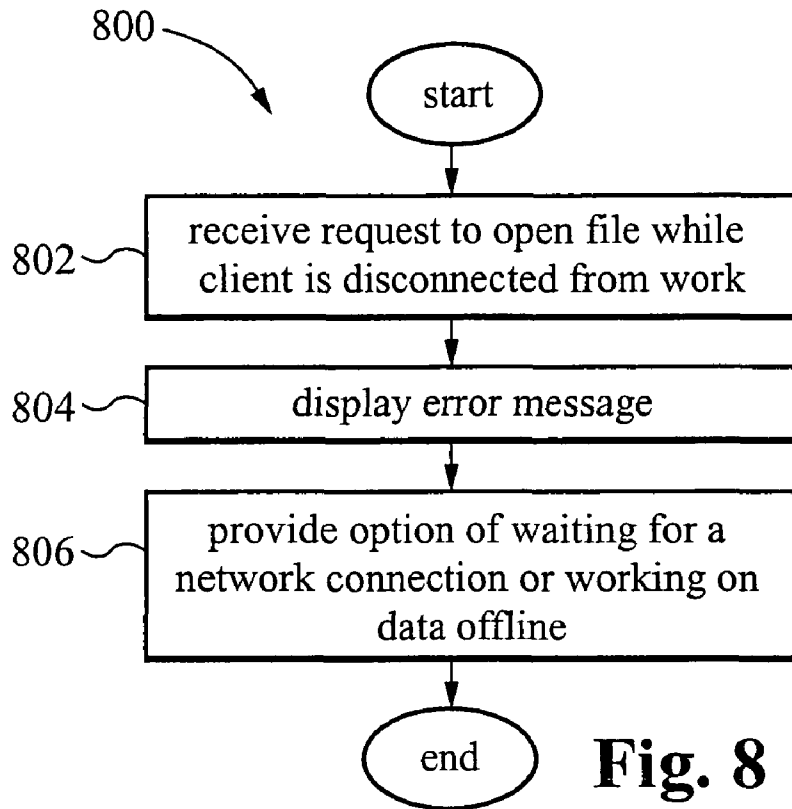 800
start
802
receive request to open file while
client is disconnected from work
804
display error message
806
provide option of waiting for a
network connection or working on
data offline
end
Fig. 8